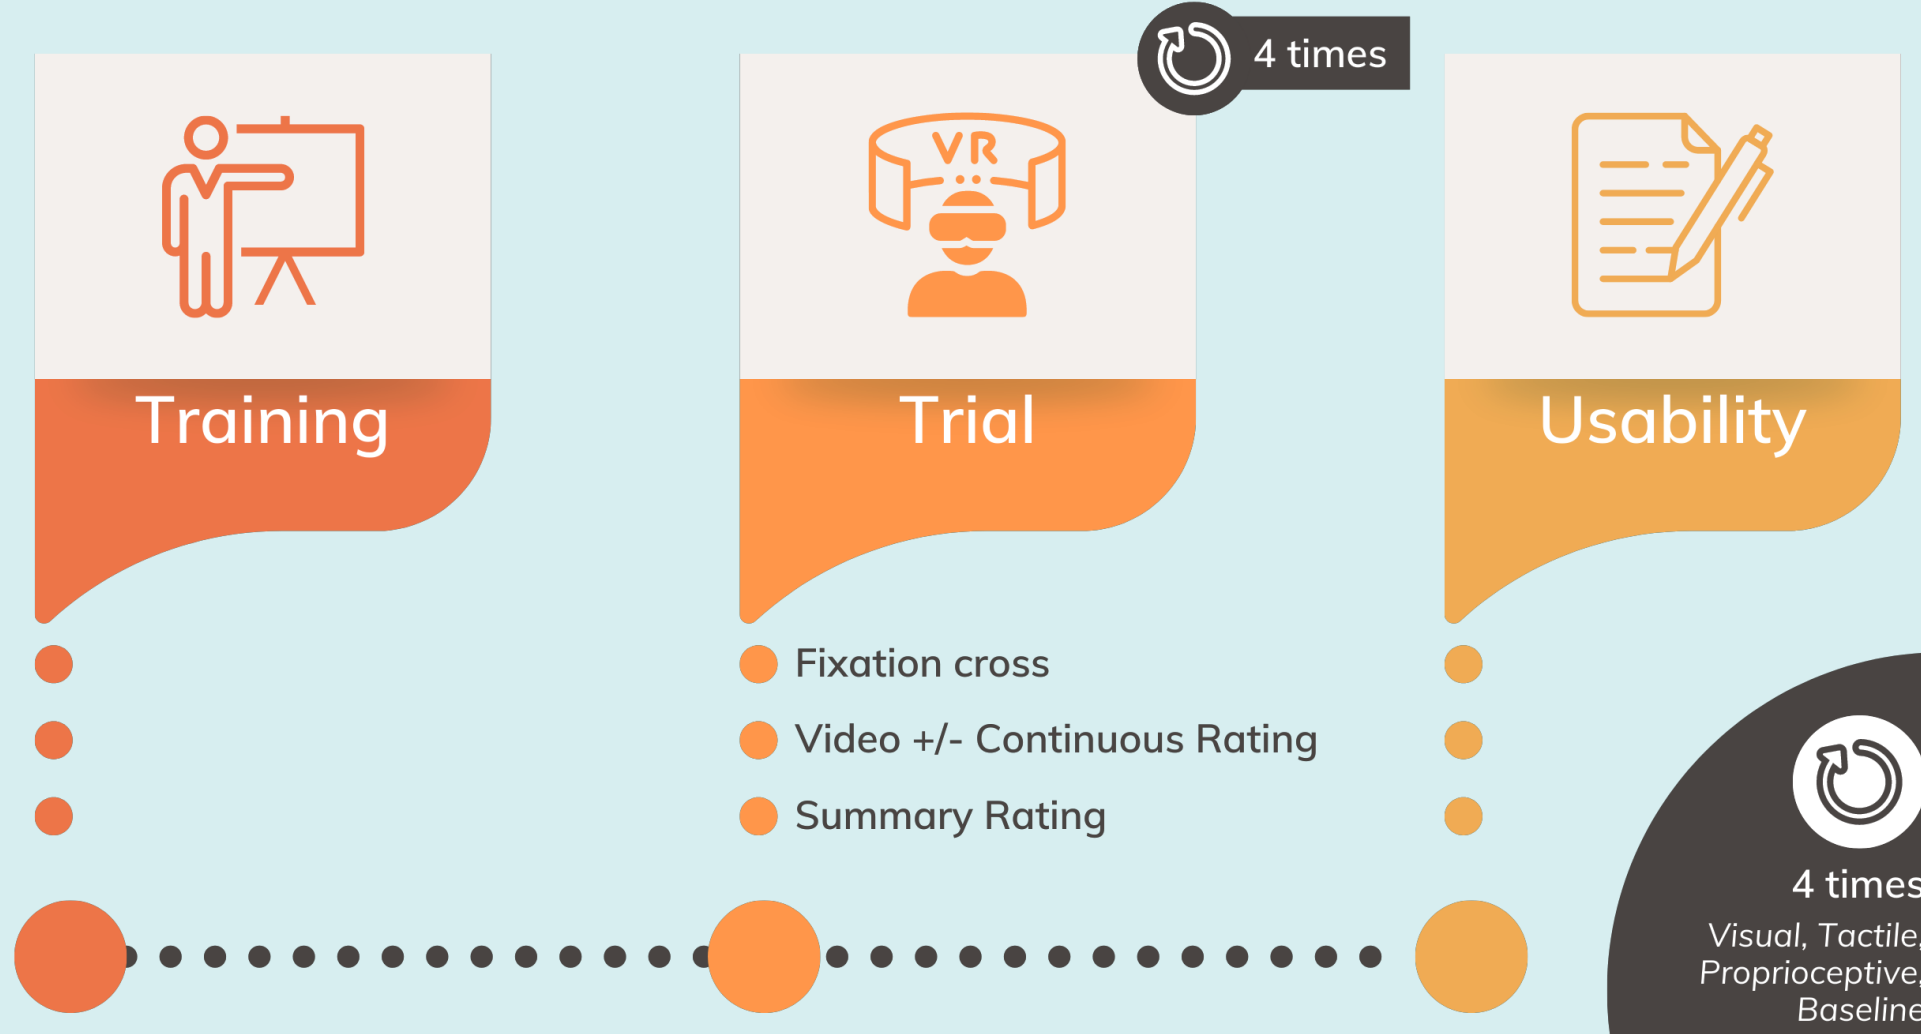 4 times
VR
Training
Trial
Usability
Fixation cross
Video +/- Continuous Rating
Summary Rating
4 times
Visual, Tactile,
Proprioceptive,
Baseline